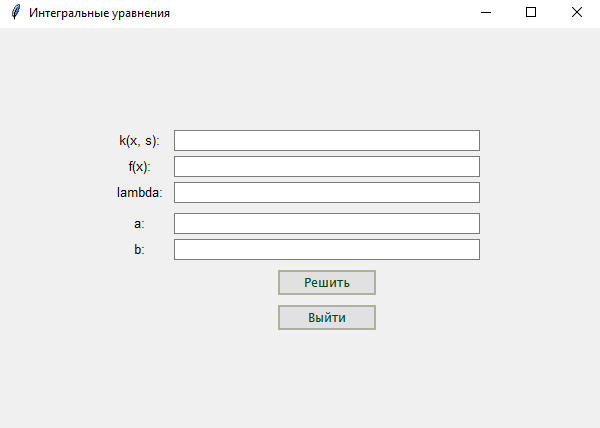 Интегральные уравнения
k(x, s):
f(x):
lambda:
a:
b:
Решить
Выйти